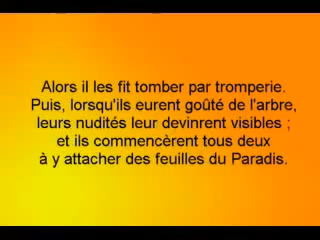 Alors il les fit tomber par tromperie.
Puis, lorsqu'ils eurent goûté de l'arbre,
leurs nudités leur devinrent visibles ;
et ils commencèrent tous deux
à y attacher des feuilles du Paradis.